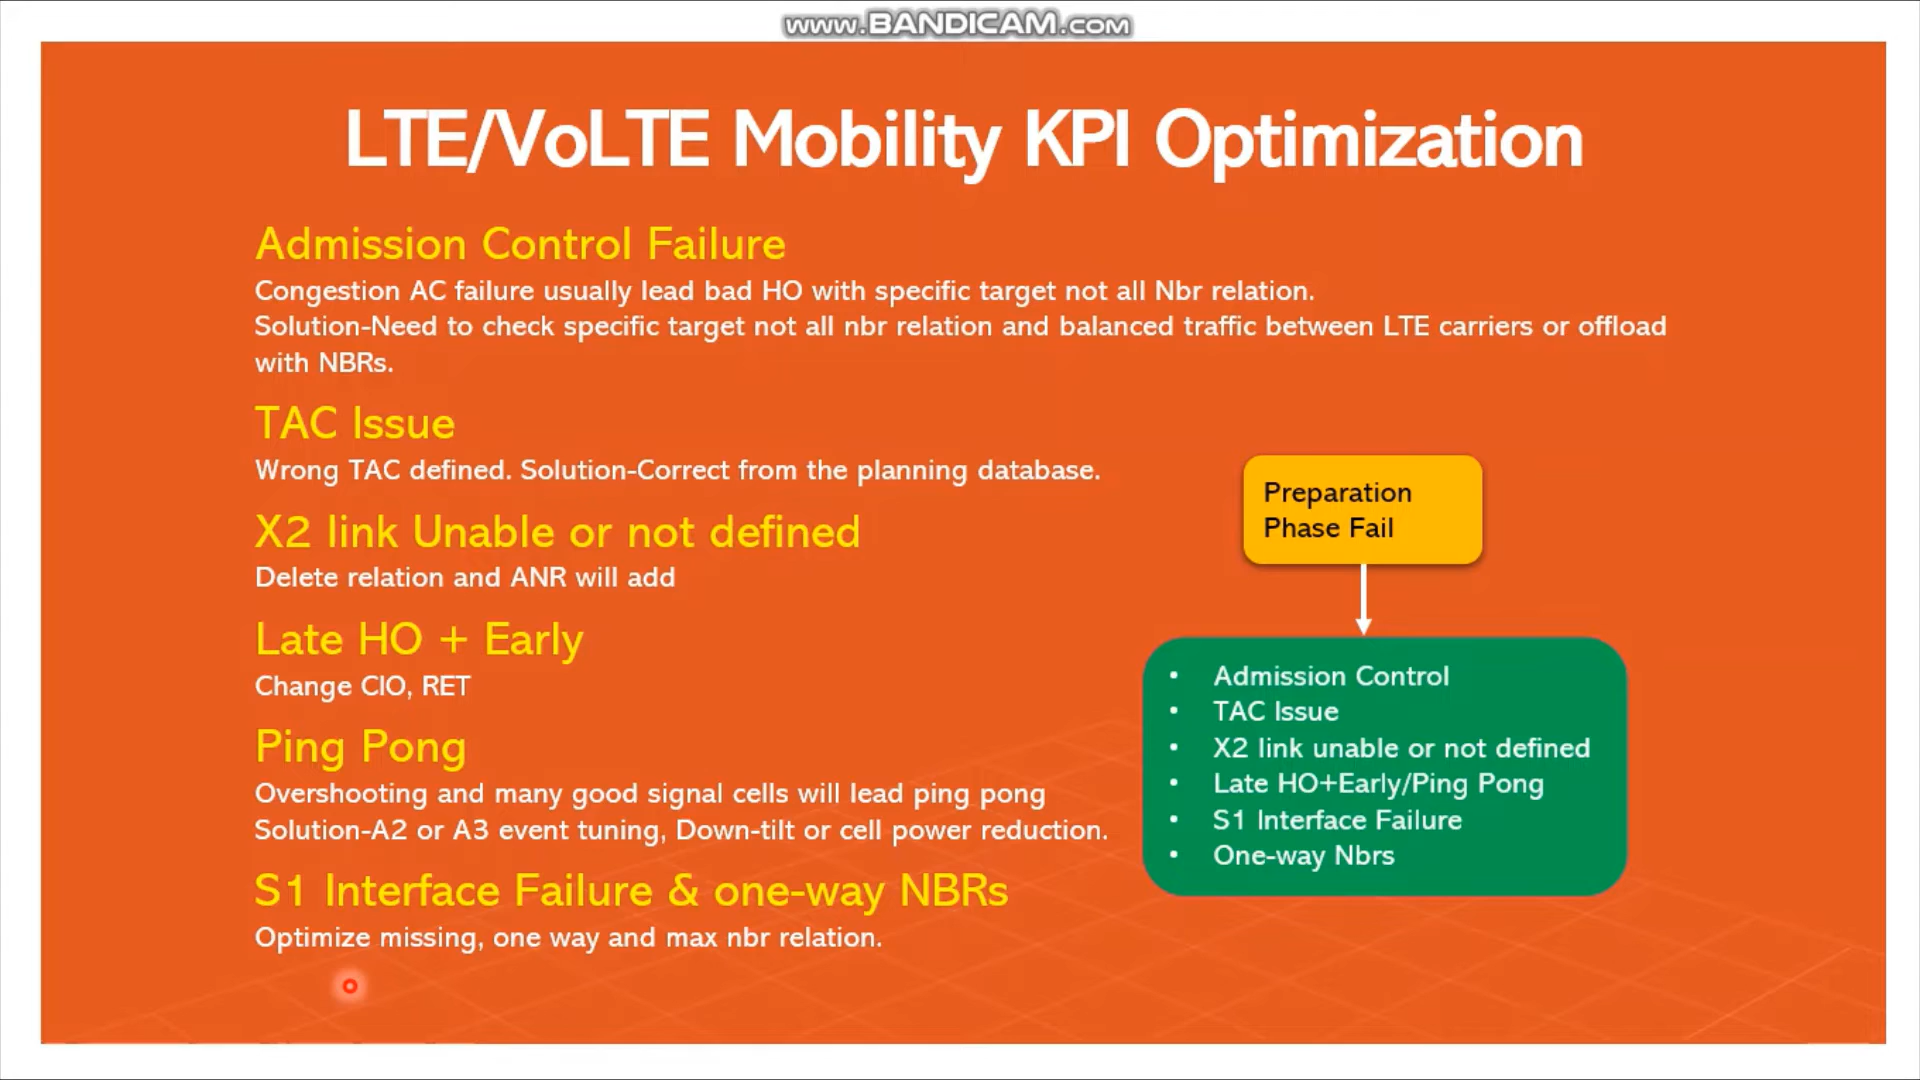 www.BANDICAM.com
LTE/VoLTE Mobility KPI Optimization
Admission Control Failure
Congestion AC failure usually lead bad HO with specific target not all Nbr relation.
Solution-Need to check specific target not all nbr relation and balanced traffic between LTE carriers or offload
with NBRs.
TAC Issue
Wrong TAC defined. Solution-Correct from the planning database.
X2 link Unable or not defined
Delete relation and ANR will add
Late HO + Early
Change CIO, RET
Ping Pong
Overshooting and many good signal cells will lead ping pong
Solution-A2 or A3 event tuning, Down-tilt or cell power reduction.
S1 Interface Failure & one-way NBRs
Optimize missing, one way and max nbr relation.
Preparation
Phase Fail
• Admission Control
• TAC Issue
• X2 link unable or not defined
• Late HO+Early/Ping Pong
• S1 Interface Failure
• One-way Nbrs